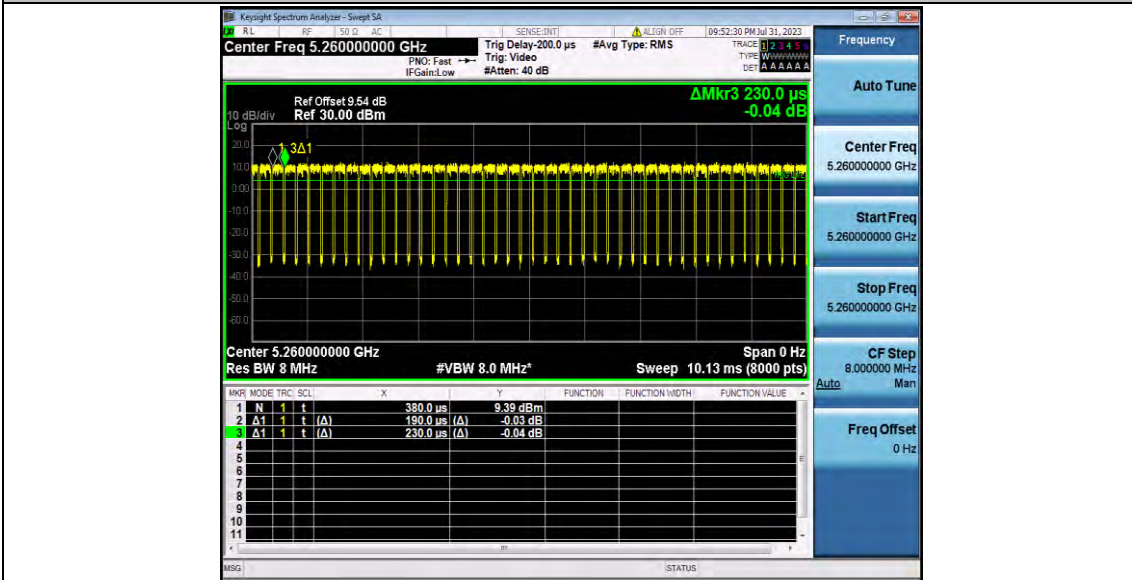 Keysight Spectrum Analyzer - Swept SA
RL RF 50 Ω AC SENSE:INT ALIGN OFF 09:52:30 PM Jul 31, 2023
Center Freq 5.260000000 GHz
PNO: Fast
IFGain:Low
Trig Delay-200.0 µs
Trig: Video
#Atten: 40 dB
#Avg Type: RMS
TRACE 1 2 3 4 5 6
TYPE W
DET A A A A A A
Frequency
Auto Tune
Center Freq
5.260000000 GHz
Start Freq
5.260000000 GHz
Stop Freq
5.260000000 GHz
CF Step
8.000000 MHz
Auto Man
Freq Offset
0 Hz
ΔMkr3 230.0 µs
-0.04 dB
Ref Offset 9.54 dB
10 dB/div Ref 30.00 dBm
Log
20.0
10.0
0.00
-10.0
-20.0
-30.0
-40.0
-50.0
-60.0
1 3Δ1
Center 5.260000000 GHz Span 0 Hz
Res BW 8 MHz #VBW 8.0 MHz* Sweep 10.13 ms (8000 pts)
MKR MODE TRC SCL X Y FUNCTION FUNCTION WIDTH FUNCTION VALUE
1 N 1 t 380.0 µs 9.39 dBm
2 Δ1 1 t (Δ) 190.0 µs (Δ) -0.03 dB
3 Δ1 1 t (Δ) 230.0 µs (Δ) -0.04 dB
4
5
6
7
8
9
10
11
MSG STATUS